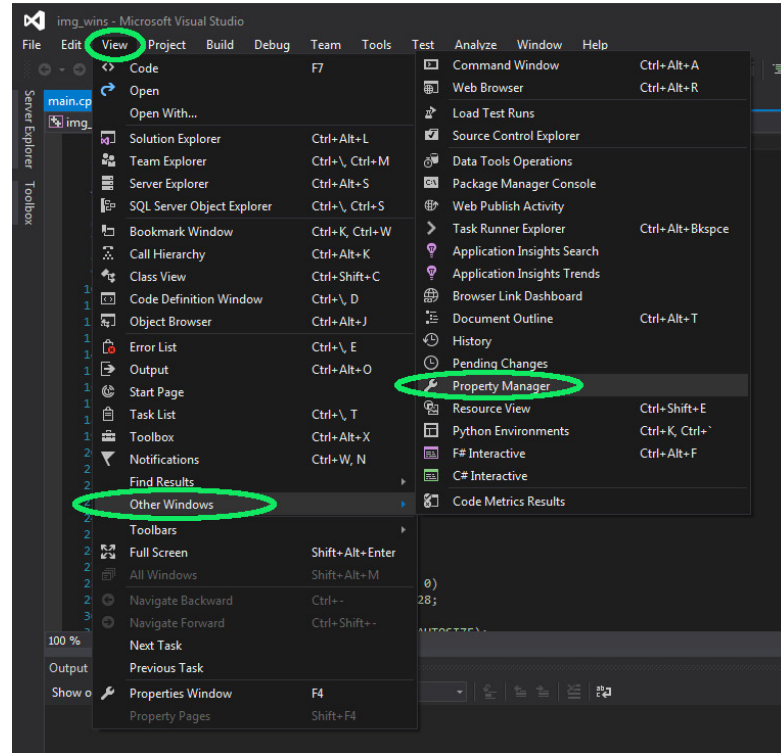 img_wins - Microsoft Visual Studio
File Edit View Project Build Debug Team Tools Test Analyze Window Help
Server Explorer
Toolbox
main.cp
img_
Code F7
Open
Open With...
Solution Explorer Ctrl+Alt+L
Team Explorer Ctrl+\, Ctrl+M
Server Explorer Ctrl+Alt+S
SQL Server Object Explorer Ctrl+\, Ctrl+S
Bookmark Window Ctrl+K, Ctrl+W
Call Hierarchy Ctrl+Alt+K
Class View Ctrl+Shift+C
Code Definition Window Ctrl+\, D
Object Browser Ctrl+Alt+J
Error List Ctrl+\, E
Output Ctrl+Alt+O
Start Page
Task List Ctrl+\, T
Toolbox Ctrl+Alt+X
Notifications Ctrl+W, N
Find Results
Other Windows
Toolbars
Full Screen Shift+Alt+Enter
All Windows Shift+Alt+M
Navigate Backward Ctrl+-
Navigate Forward Ctrl+Shift+-
Next Task
Previous Task
Properties Window F4
Property Pages Shift+F4
Command Window Ctrl+Alt+A
Web Browser Ctrl+Alt+R
Load Test Runs
Source Control Explorer
Data Tools Operations
Package Manager Console
Web Publish Activity
Task Runner Explorer Ctrl+Alt+Bkspce
Application Insights Search
Application Insights Trends
Browser Link Dashboard
Document Outline Ctrl+Alt+T
History
Pending Changes
Property Manager
Resource View Ctrl+Shift+E
Python Environments Ctrl+K, Ctrl+`
F# Interactive Ctrl+Alt+F
C# Interactive
Code Metrics Results
0)
28;
100 %
Output
Show o